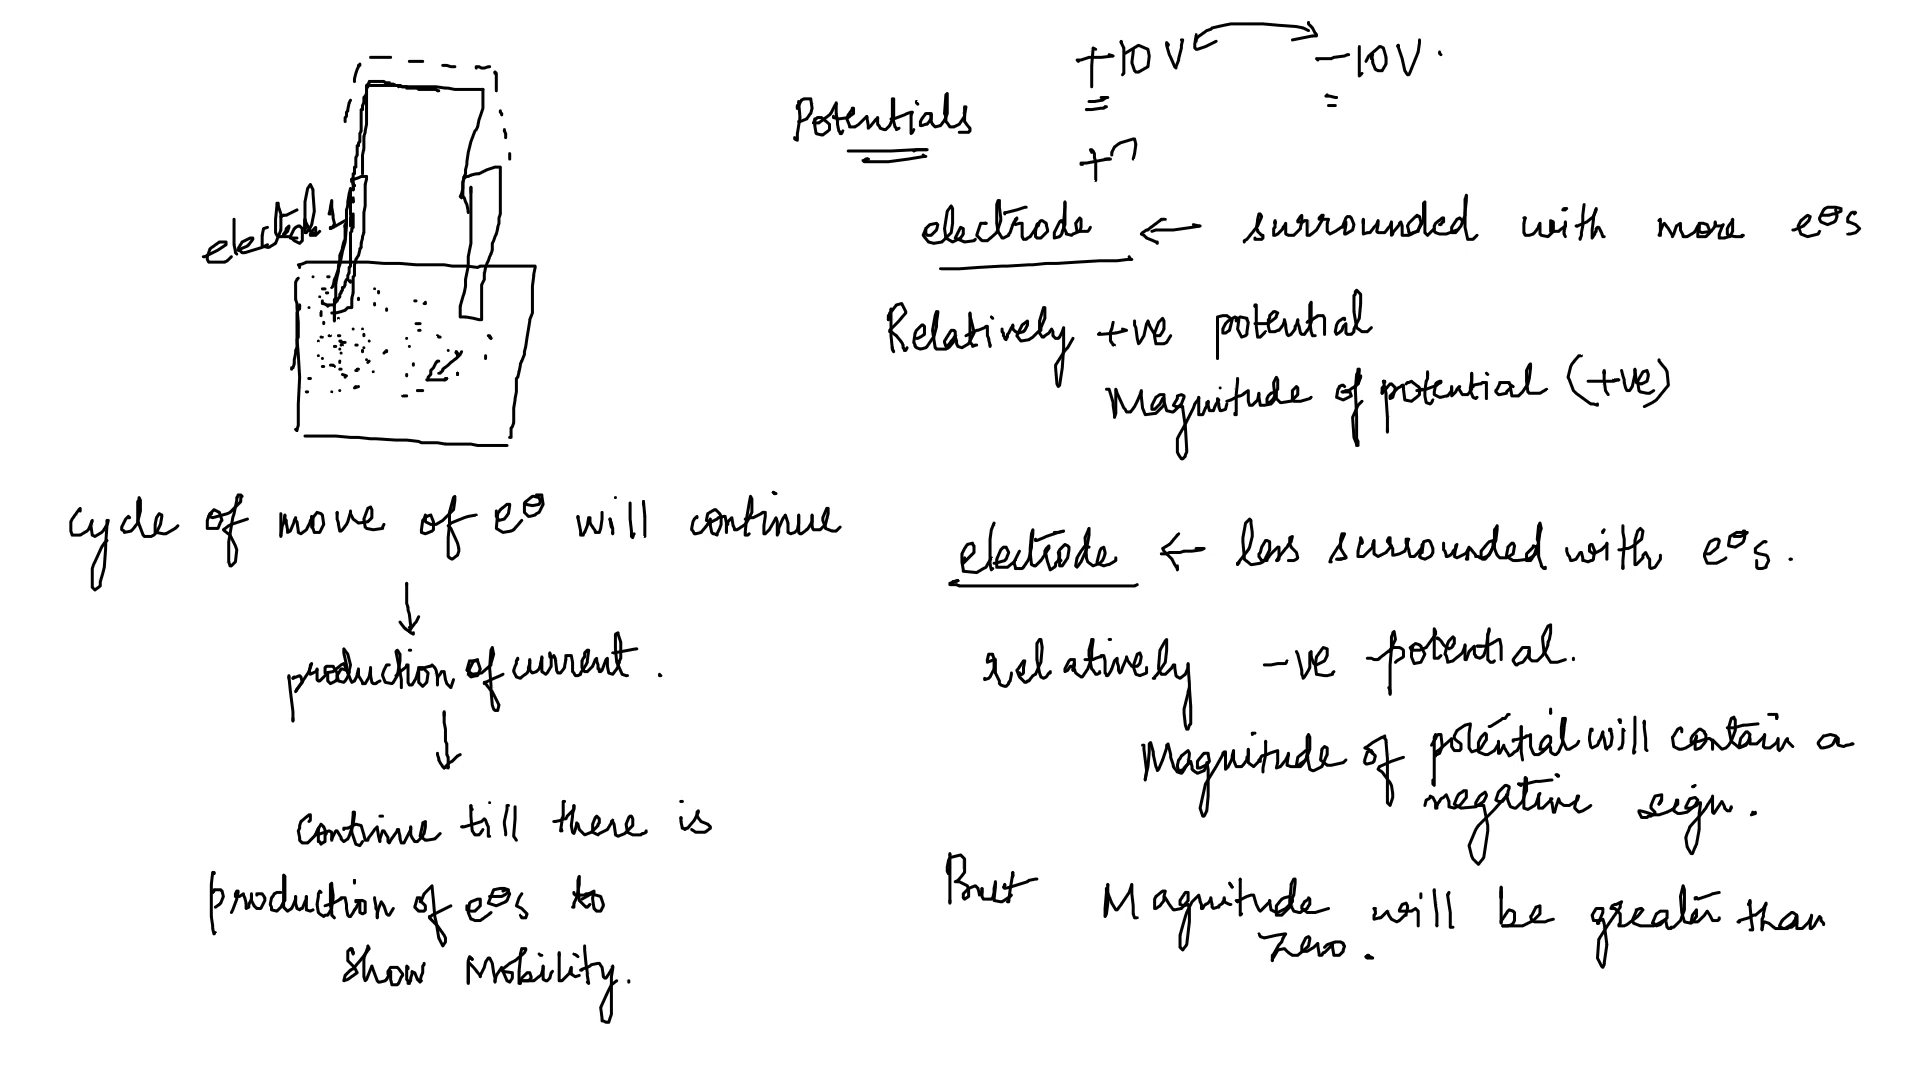 electrode 1
cycle of move of e⊖ will continue
↓
production of current.
↓
continue till there is
production of e⊖s to
show mobility.
+10 V ↔ -10V.
Potentials
+
electrode ← surrounded with more e⊖s
Relatively +ve potential
Magnitude of potential (+ve)
electrode ← less surrounded with e⊖s.
relatively -ve potential.
Magnitude of potential will contain a
negative sign.
But Magnitude will be greater than
zero.